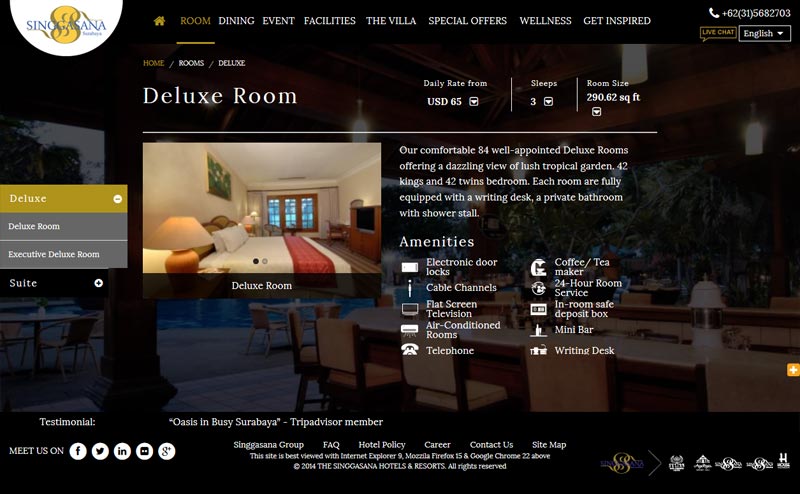 SINGGASANA
Surabaya
ROOM DINING EVENT FACILITIES THE VILLA SPECIAL OFFERS WELLNESS GET INSPIRED
+62(31)5682703
LIVE CHAT English
HOME / ROOMS / DELUXE
Deluxe Room
Daily Rate from Sleeps Room Size
USD 65 3 290.62 sq ft
Our comfortable 84 well-appointed Deluxe Rooms
offering a dazzling view of lush tropical garden. 42
kings and 42 twins bedroom. Each room are fully
equipped with a writing desk, a private bathroom
with shower stall.
Deluxe
Deluxe Room
Executive Deluxe Room
Suite
Deluxe Room
Amenities
Electronic door
locks
Coffee/ Tea
maker
Cable Channels
24-Hour Room
Service
Flat Screen
Television
In-room safe
deposit box
Air-Conditioned
Rooms
Mini Bar
Telephone
Writing Desk
Testimonial: “Oasis in Busy Surabaya” - Tripadvisor member
MEET US ON
Singgasana Group FAQ Hotel Policy Career Contact Us Site Map
This site is best viewed with Internet Explorer 9, Mozzila Firefox 15 & Google Chrome 22 above
© 2014 THE SINGGASANA HOTELS & RESORTS. All rights reserved